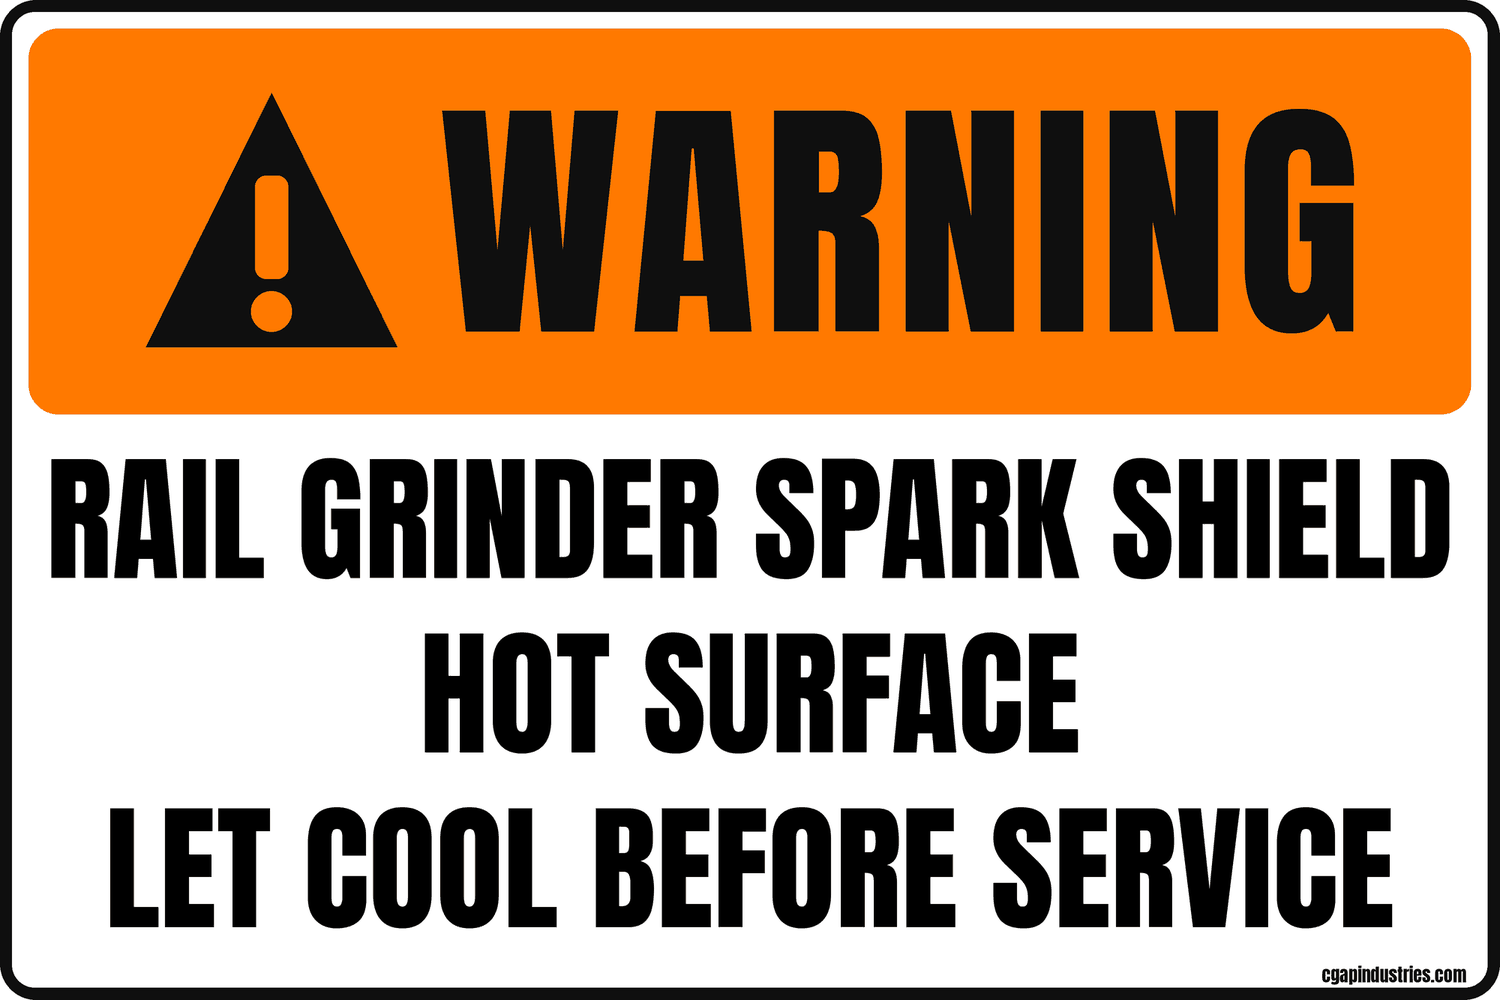 WARNING
RAIL GRINDER SPARK SHIELD
HOT SURFACE
LET COOL BEFORE SERVICE
cgapindustries.com